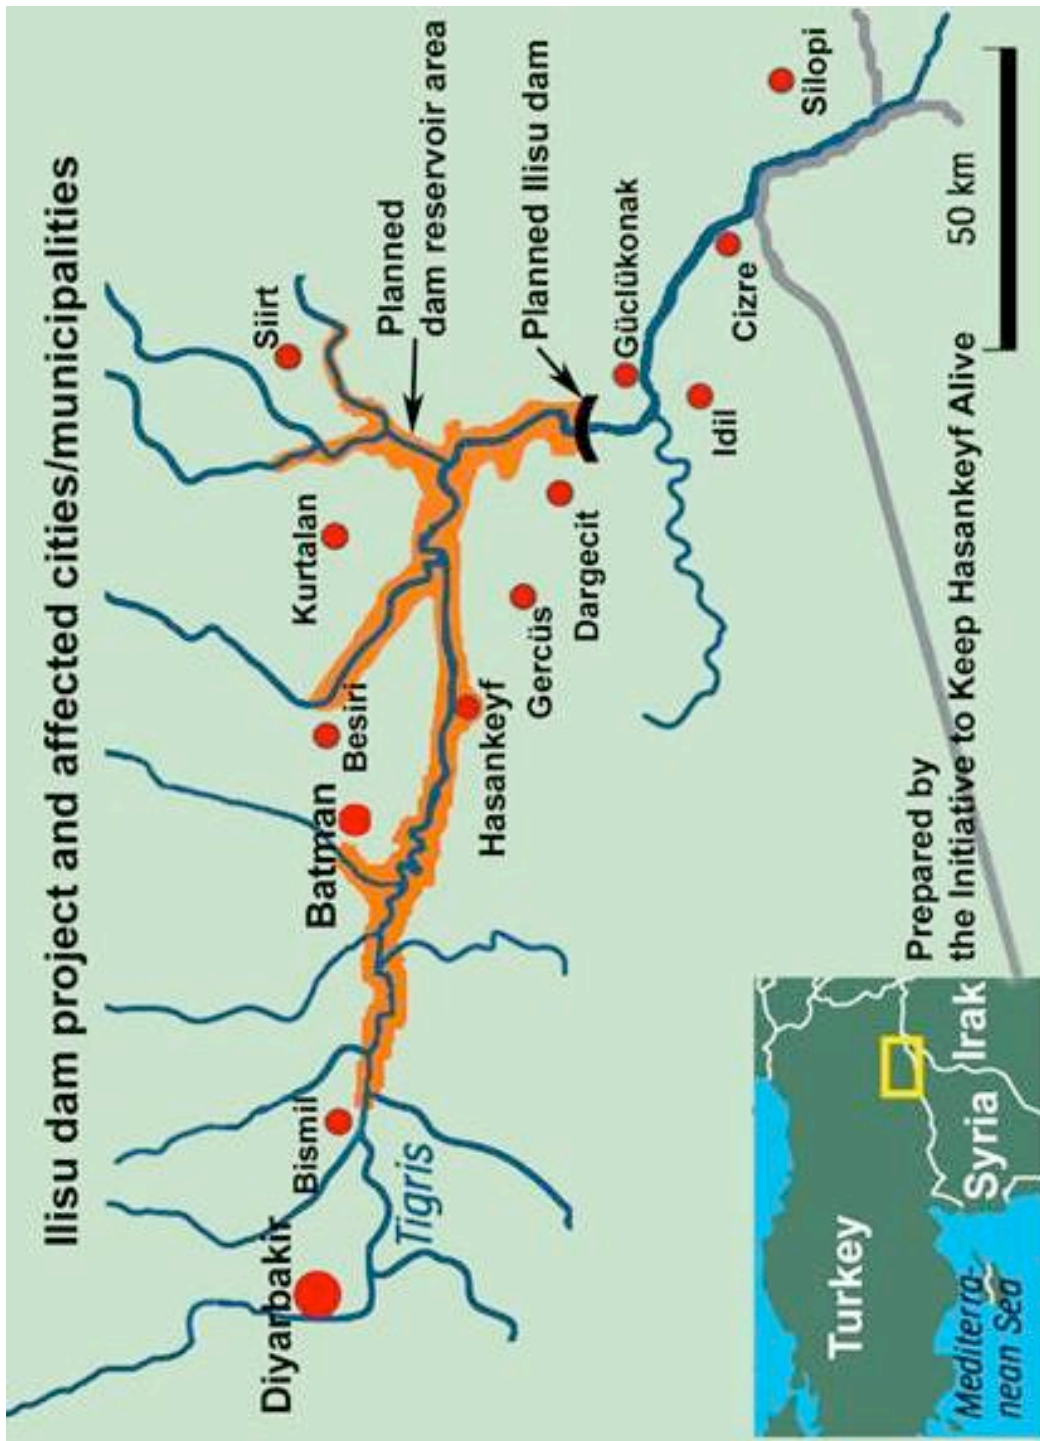 Ilisu dam project and affected cities/municipalities
Siirt
Planned
dam reservoir area
Kurtalan
Planned Ilisu dam
Besiri
Batman
Bismil
Diyarbakir
Tigris
Hasankeyf
Gercüs
Dargecit
Güclükonak
Idil
Cizre
Silopi
50 km
Prepared by
the Initiative to Keep Hasankeyf Alive
Turkey
Syria
Irak
Mediterra-
nean Sea